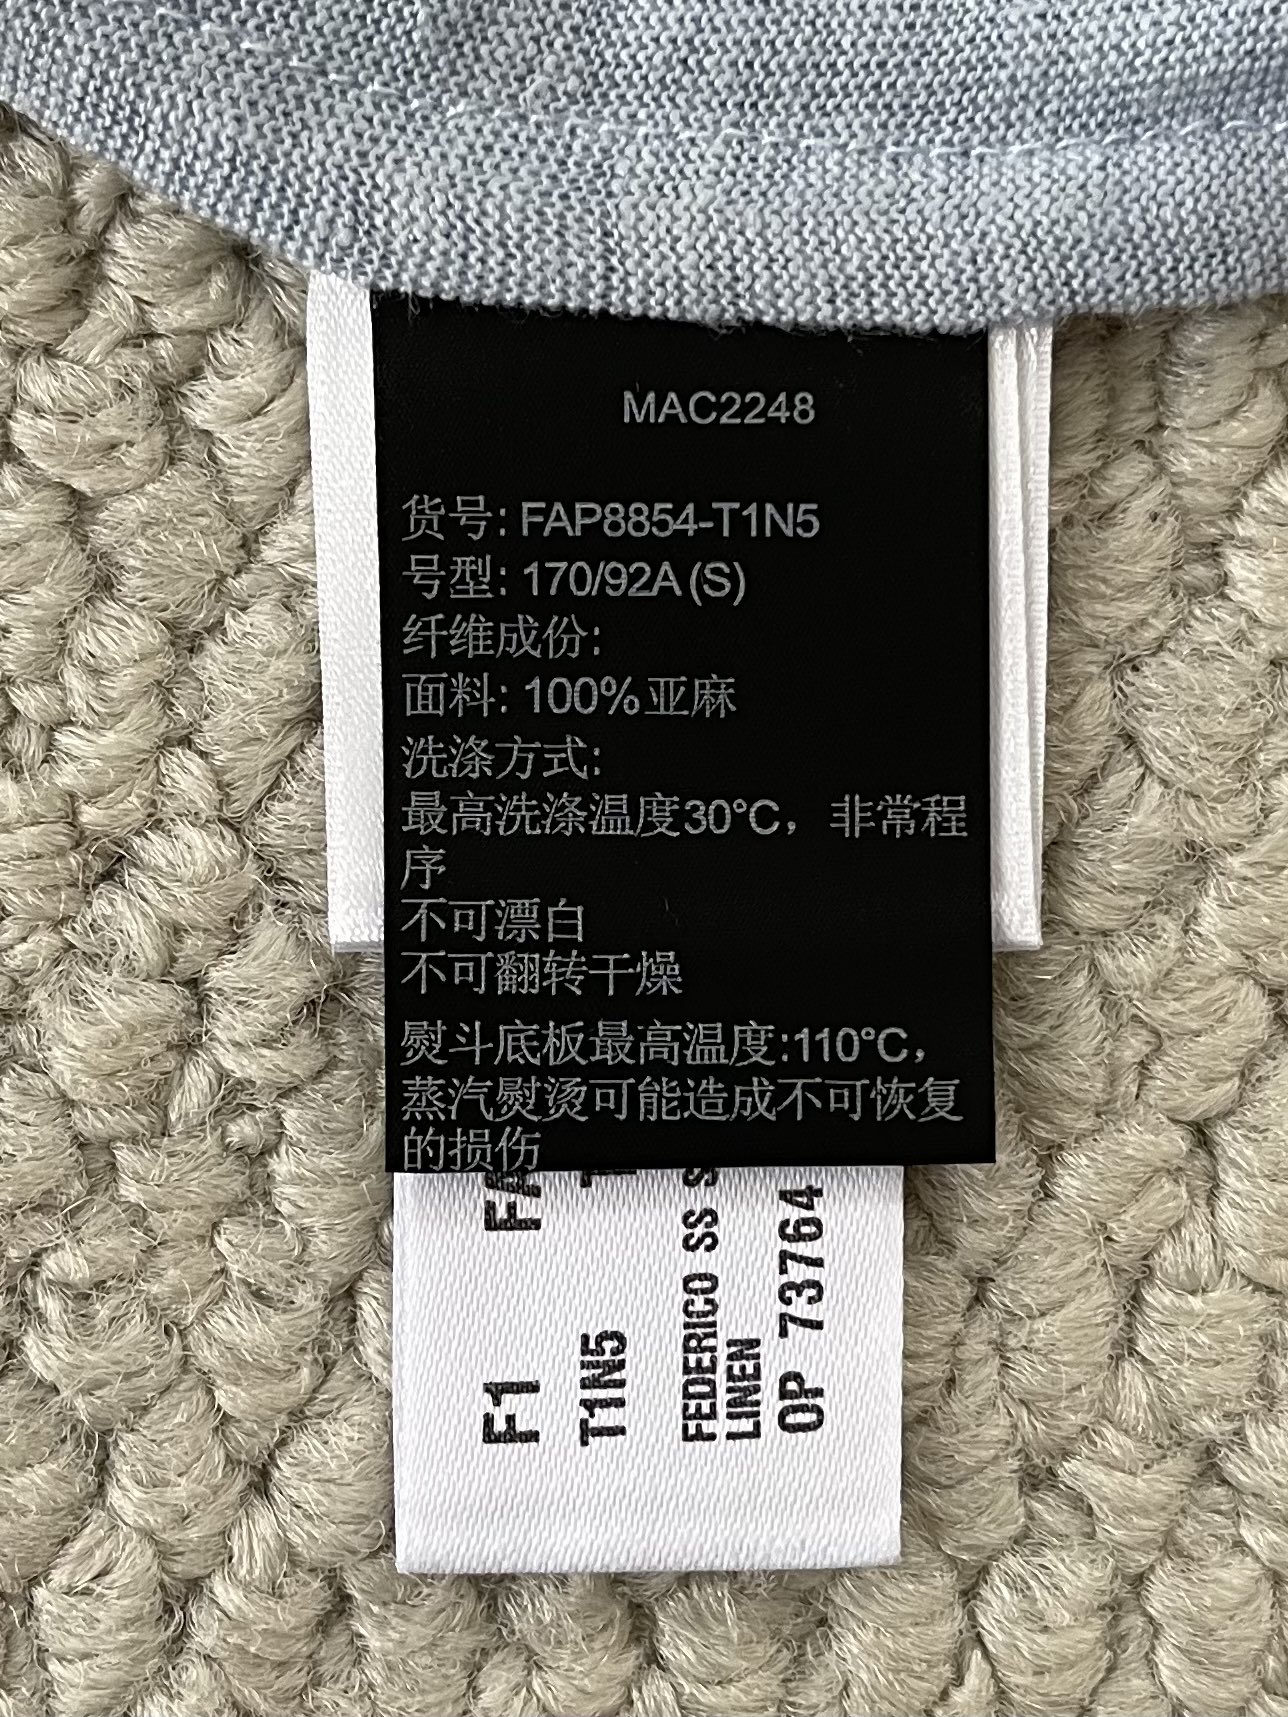 MAC2248
货号: FAP8854-T1N5
号型: 170/92A (S)
纤维成份:
面料: 100%亚麻
洗涤方式:
最高洗涤温度30°C，非常程
序
不可漂白
不可翻转干燥
熨斗底板最高温度:110°C，
蒸汽熨烫可能造成不可恢复
的损伤
F1 FA
T1N5
FEDERICO SS
LINEN
OP 73764